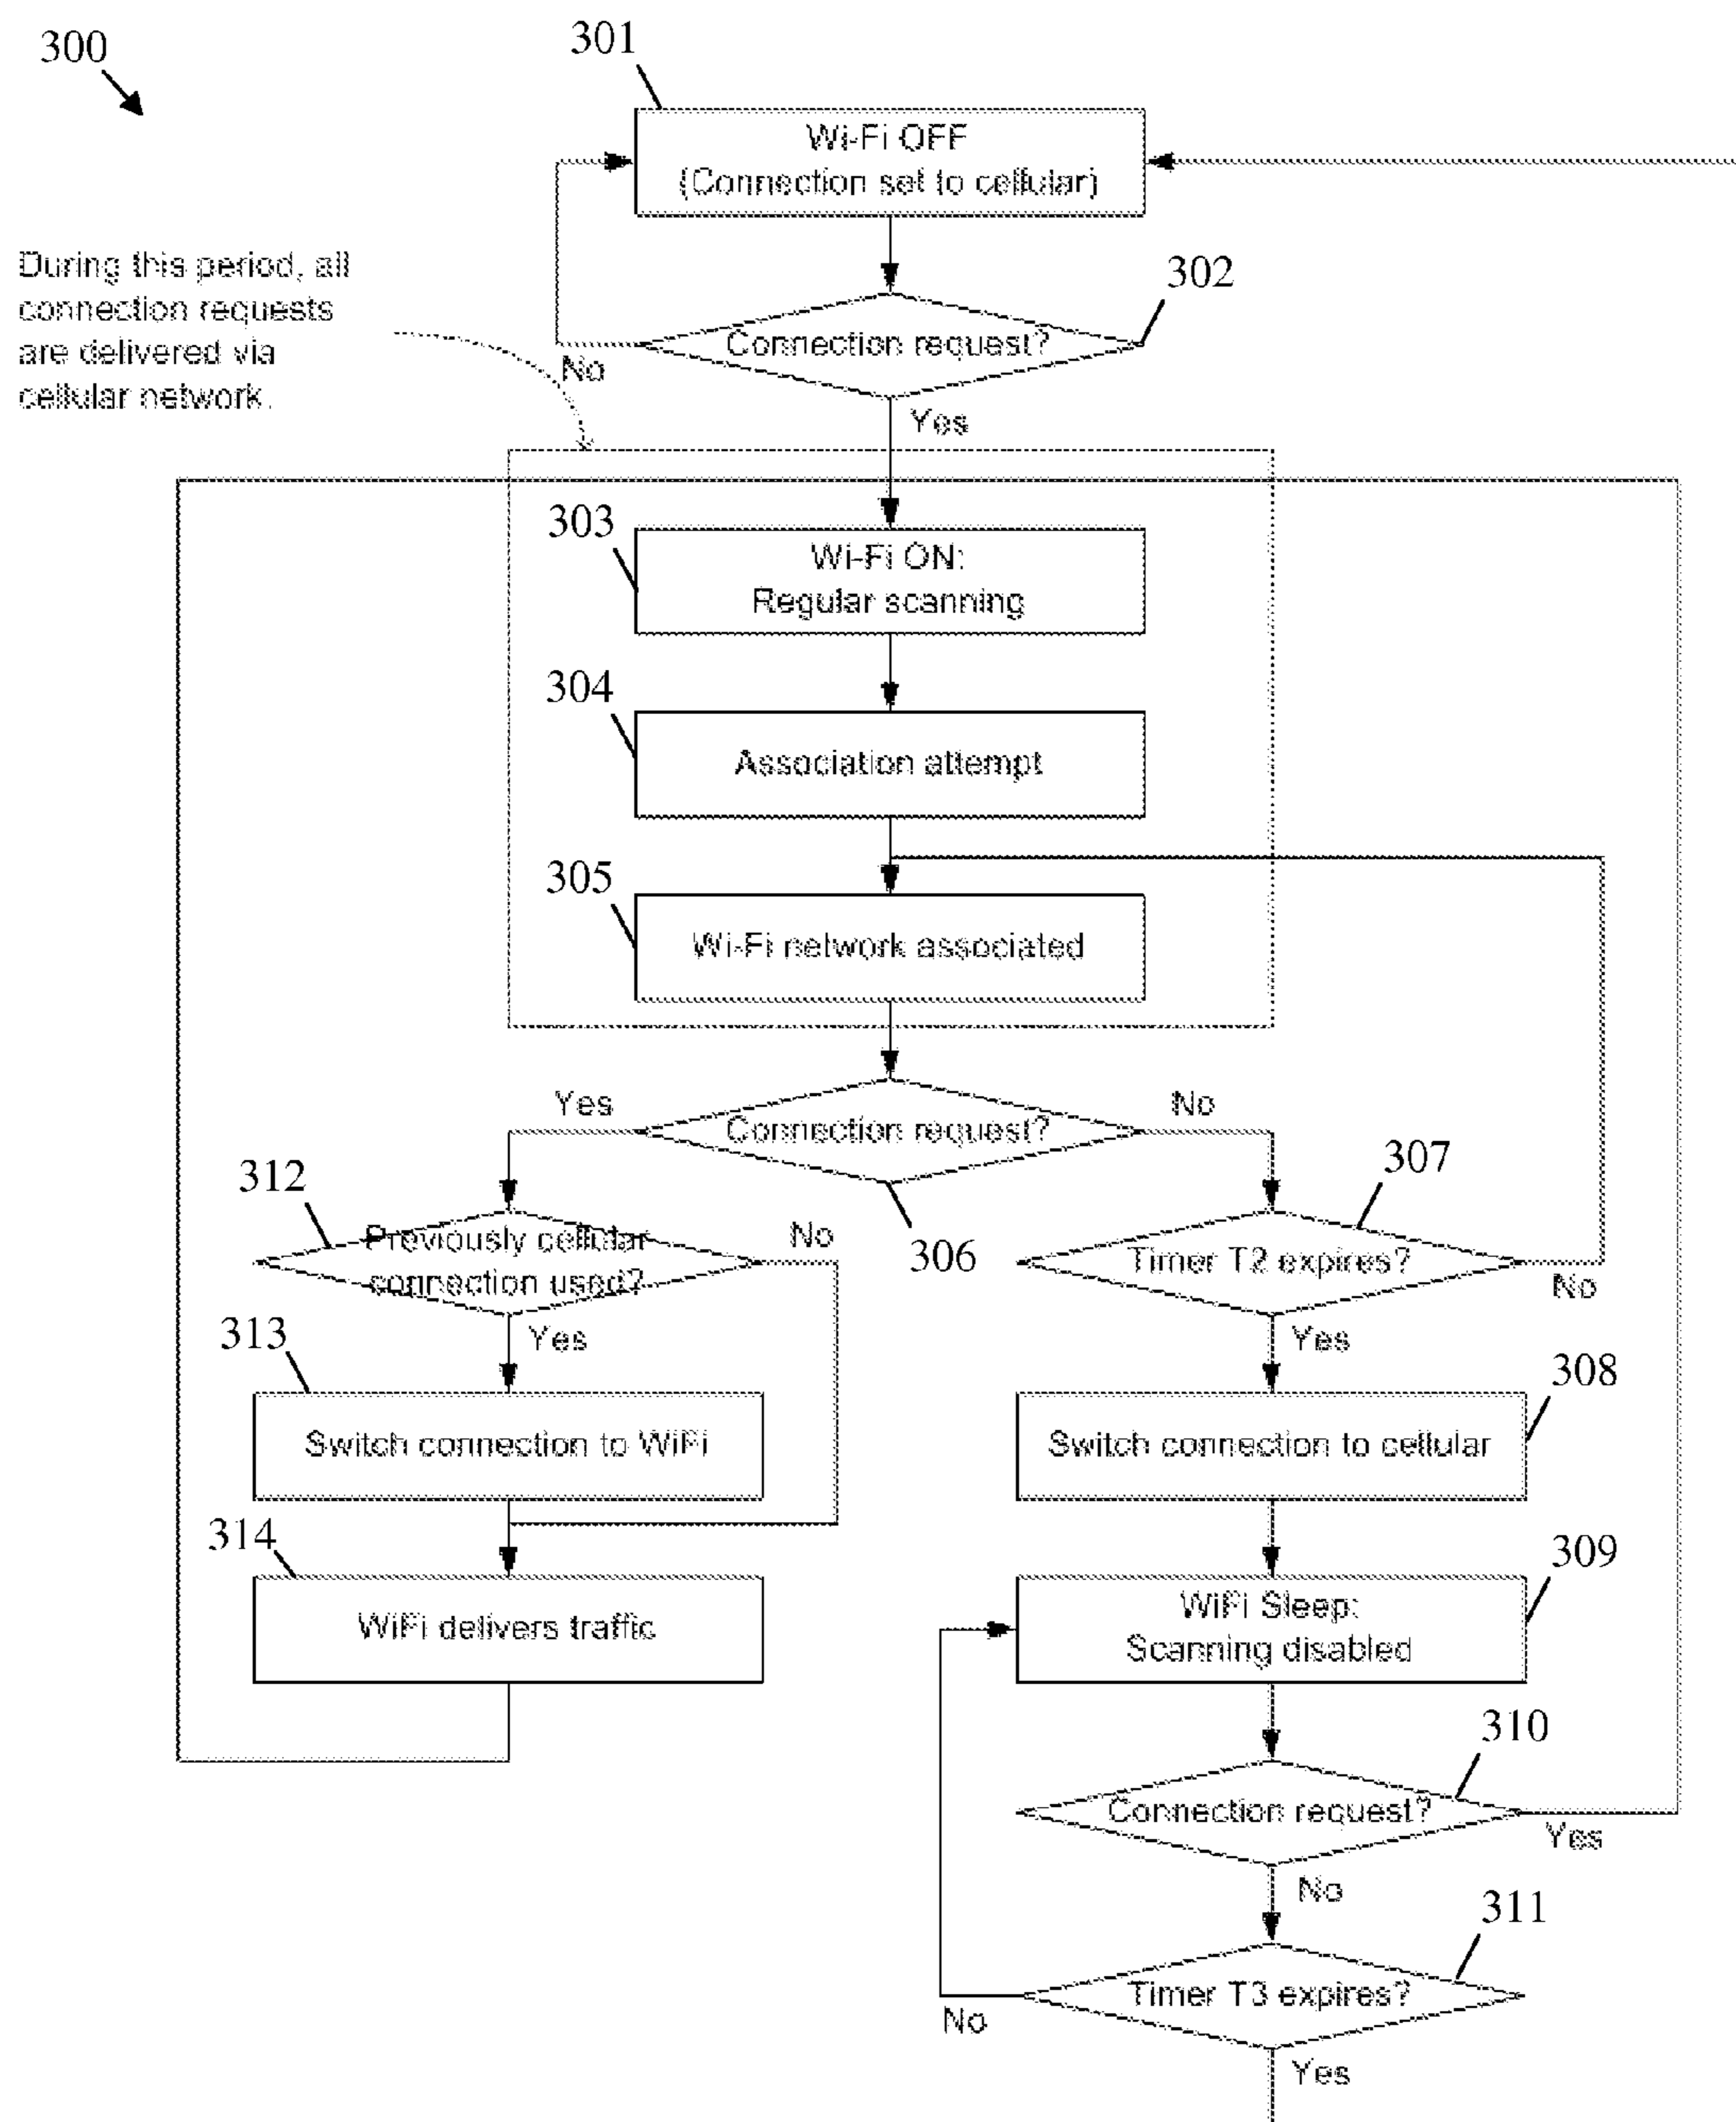 300
301
Wi-Fi OFF
(Connection set to cellular)
During this period, all
connection requests
are delivered via
cellular network.
302
Connection request?
No
Yes
303
Wi-Fi ON:
Regular scanning
304
Association attempt
305
Wi-Fi network associated
Yes
No
Connection request?
306
307
312
Previously cellular
connection used?
No
Timer T2 expires?
No
Yes
Yes
313
308
Switch connection to WiFi
Switch connection to cellular
314
309
WiFi delivers traffic
WiFi Sleep:
Scanning disabled
310
Connection request?
Yes
No
311
Timer T3 expires?
No
Yes